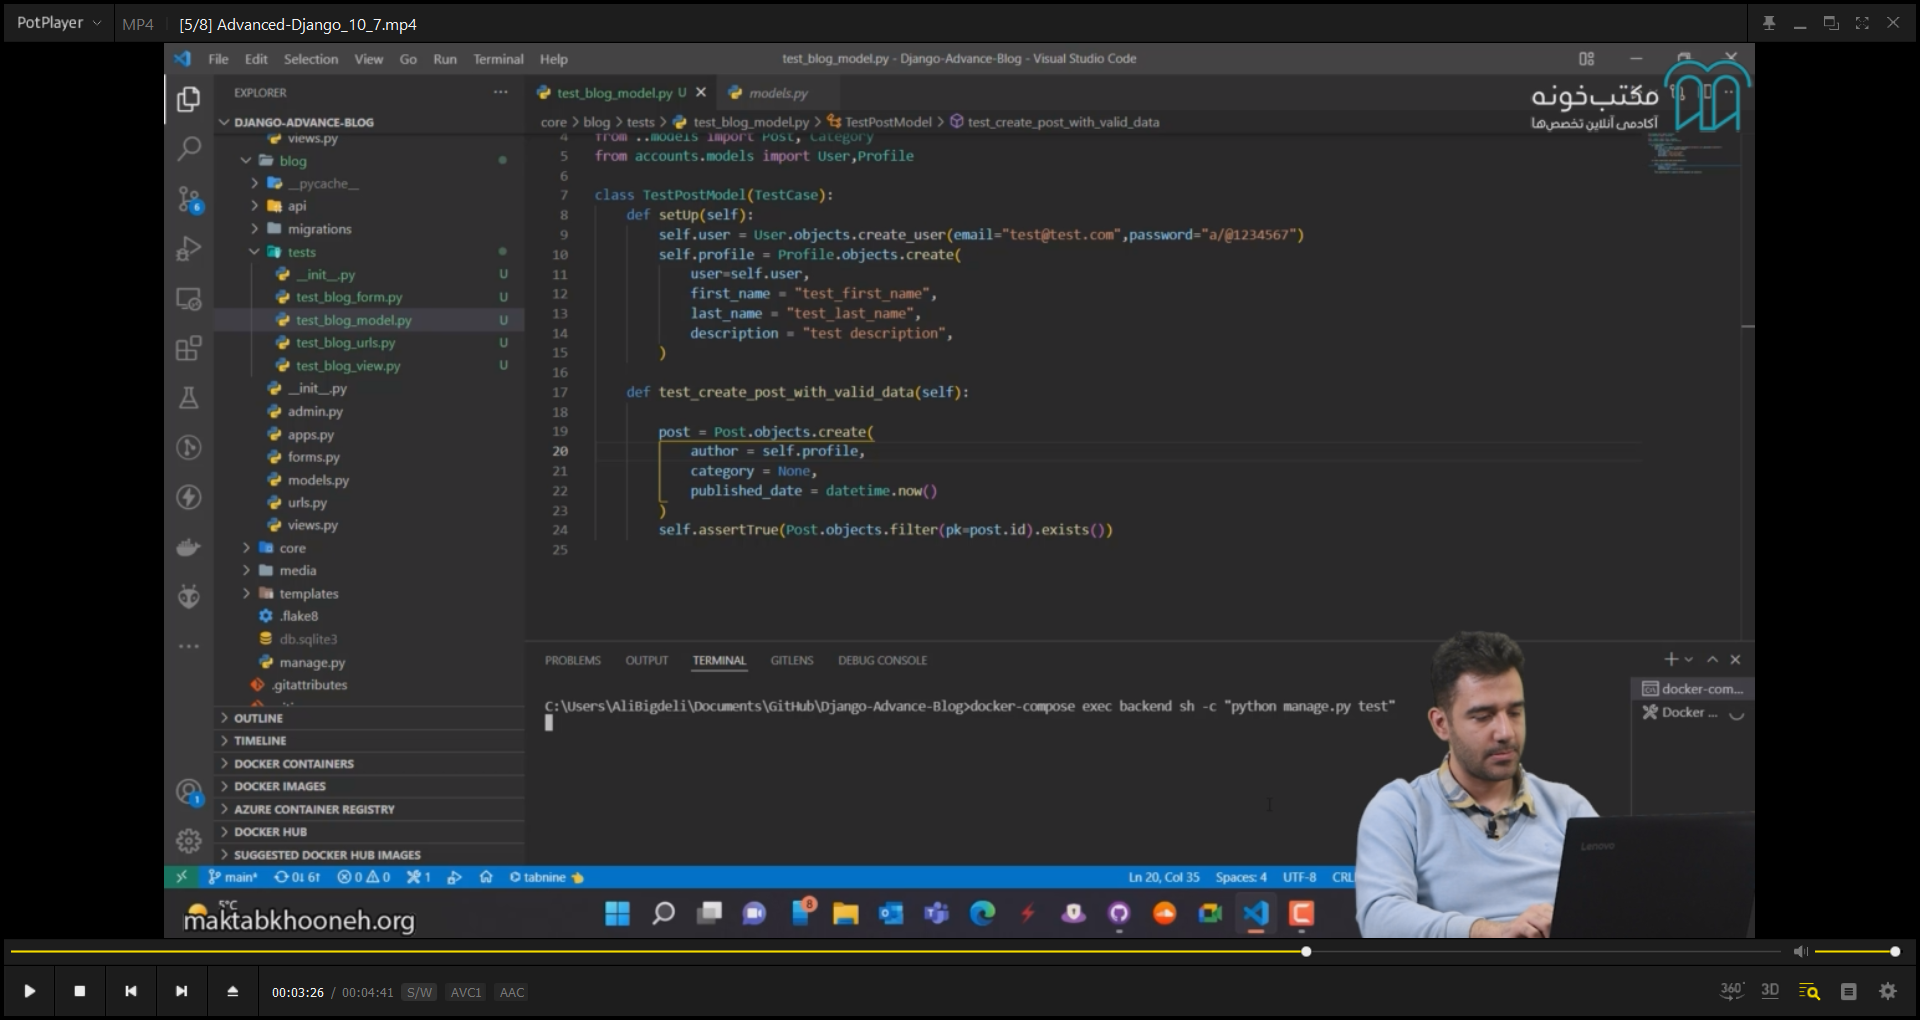 PotPlayer MP4 [5/8] Advanced-Django_10_7.mp4
File Edit Selection View Go Run Terminal Help test_blog_model.py - Django-Advance-Blog - Visual Studio Code
مکتب‌خونه
آکادمی آنلاین تخصص‌ها
EXPLORER
test_blog_model.py U
models.py
core > blog > tests > test_blog_model.py > TestPostModel > test_create_post_with_valid_data
DJANGO-ADVANCE-BLOG
views.py
blog
__pycache__
api
migrations
tests
__init__.py U
test_blog_form.py U
test_blog_model.py U
test_blog_urls.py U
test_blog_view.py U
__init__.py
admin.py
apps.py
forms.py
models.py
urls.py
views.py
core
media
templates
.flake8
db.sqlite3
manage.py
.gitattributes
OUTLINE
TIMELINE
DOCKER CONTAINERS
DOCKER IMAGES
AZURE CONTAINER REGISTRY
DOCKER HUB
SUGGESTED DOCKER HUB IMAGES
6
1
4 from ..models import Post, Category
5 from accounts.models import User,Profile
6
7 class TestPostModel(TestCase):
8 def setUp(self):
9 self.user = User.objects.create_user(email="test@test.com",password="a/@1234567")
10 self.profile = Profile.objects.create(
11 user=self.user,
12 first_name = "test_first_name",
13 last_name = "test_last_name",
14 description = "test description",
15 )
16
17 def test_create_post_with_valid_data(self):
18
19 post = Post.objects.create(
20 author = self.profile,
21 category = None,
22 published_date = datetime.now()
23 )
24 self.assertTrue(Post.objects.filter(pk=post.id).exists())
25
PROBLEMS OUTPUT TERMINAL GITLENS DEBUG CONSOLE
C:\Users\AliBigdeli\Documents\GitHub\Django-Advance-Blog>docker-compose exec backend sh -c "python manage.py test"
docker-com...
Docker ...
Lenovo
main* 0↓ 6↑ 0 0 1 tabnine Ln 20, Col 35 Spaces: 4 UTF-8 CRL
5°C
maktabkhooneh.org
8
00:03:26 / 00:04:41 S/W AVC1 AAC
360° 3D